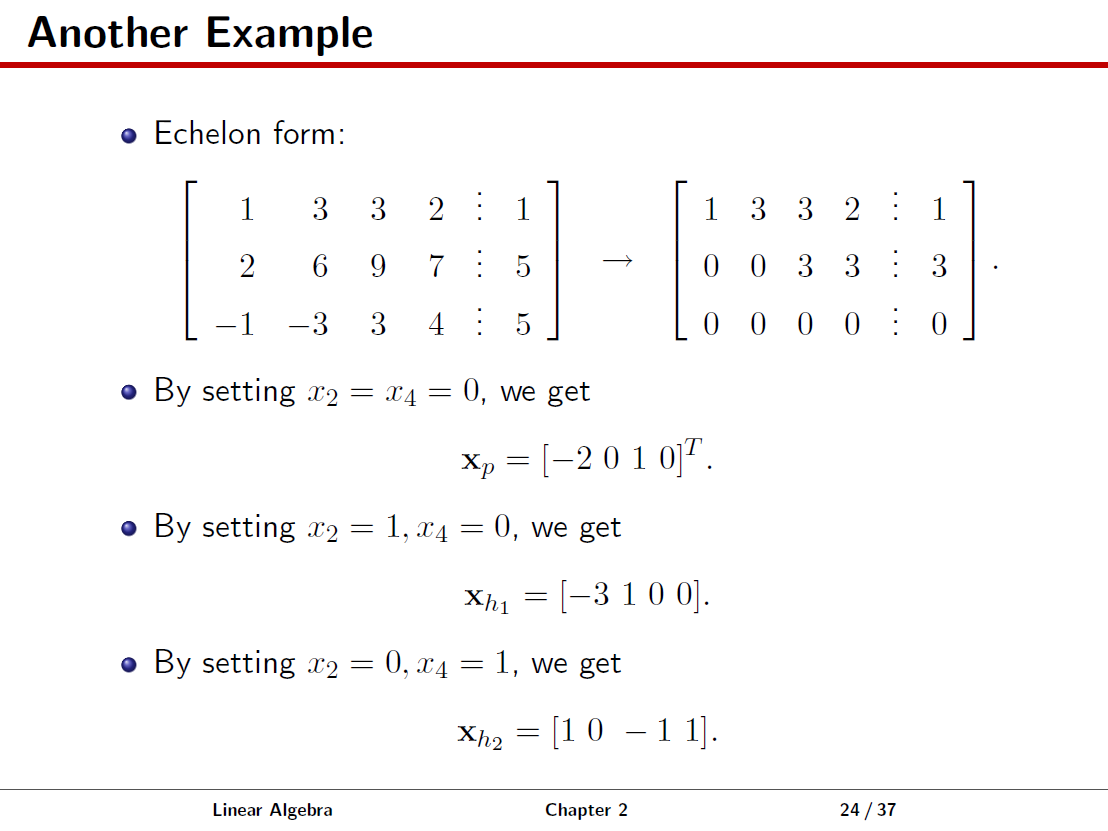 Another Example
Echelon form:
[ 1 3 3 2 ⋮ 1 ] [ 1 3 3 2 ⋮ 1 ]
[ 2 6 9 7 ⋮ 5 ] → [ 0 0 3 3 ⋮ 3 ] .
[ −1 −3 3 4 ⋮ 5 ] [ 0 0 0 0 ⋮ 0 ]
By setting x₂ = x₄ = 0, we get
𝐱ₚ = [−2 0 1 0]ᵀ.
By setting x₂ = 1, x₄ = 0, we get
𝐱ₕ₁ = [−3 1 0 0].
By setting x₂ = 0, x₄ = 1, we get
𝐱ₕ₂ = [1 0 − 1 1].
Linear Algebra Chapter 2 24 / 37